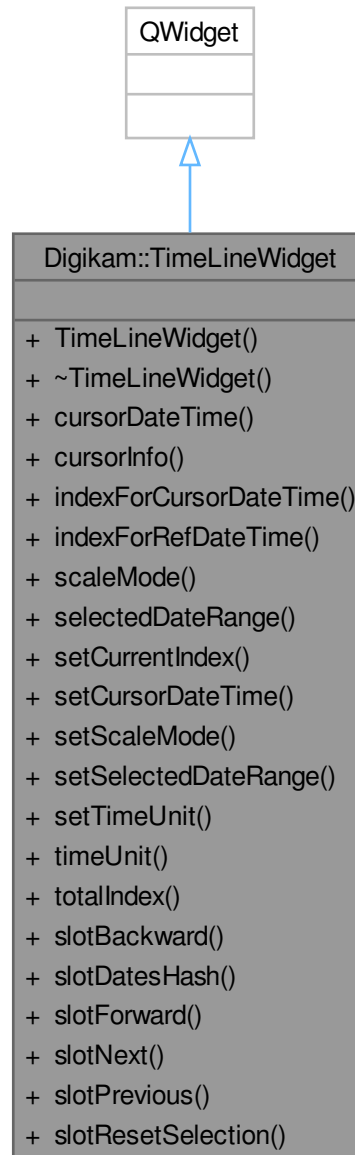 QWidget
Digikam::TimeLineWidget
+ TimeLineWidget()
+ ~TimeLineWidget()
+ cursorDateTime()
+ cursorInfo()
+ indexForCursorDateTime()
+ indexForRefDateTime()
+ scaleMode()
+ selectedDateRange()
+ setCurrentIndex()
+ setCursorDateTime()
+ setScaleMode()
+ setSelectedDateRange()
+ setTimeUnit()
+ timeUnit()
+ totalIndex()
+ slotBackward()
+ slotDatesHash()
+ slotForward()
+ slotNext()
+ slotPrevious()
+ slotResetSelection()